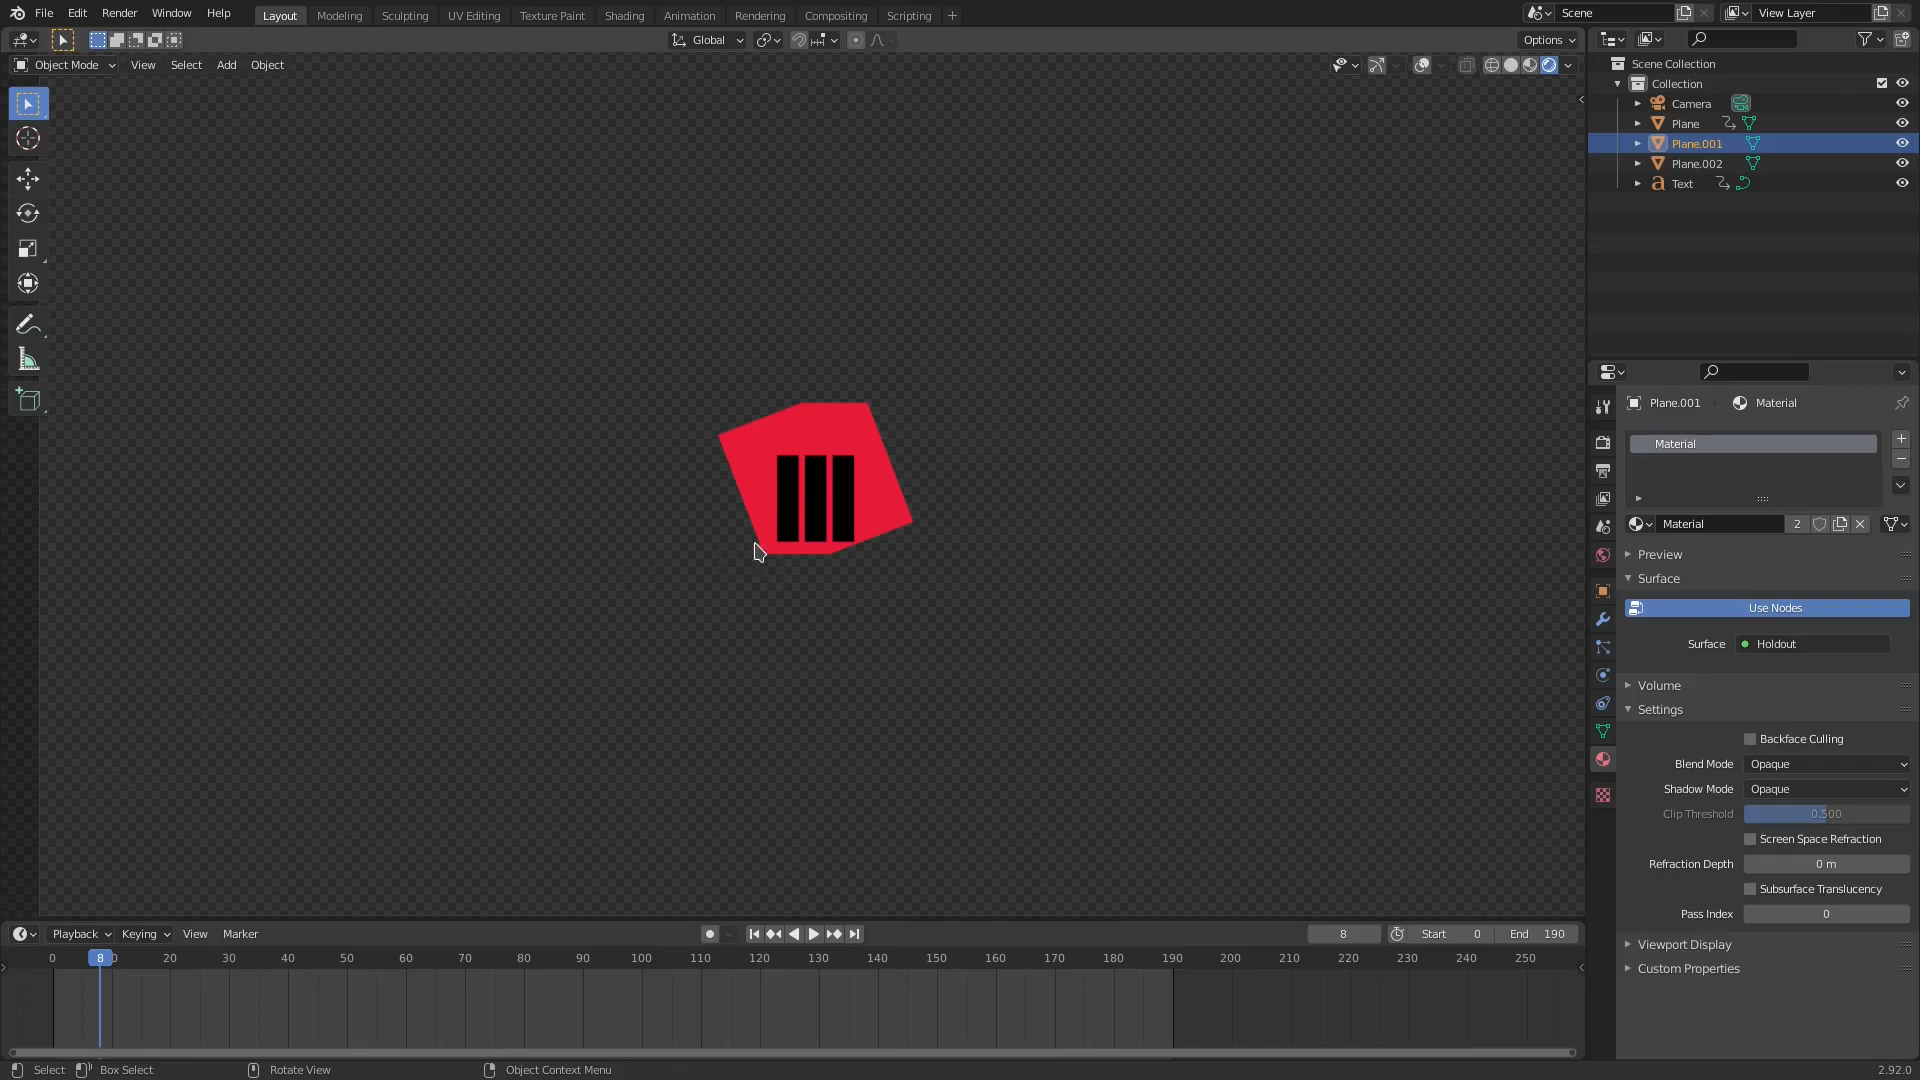 File Edit Render Window Help Layout Modeling Sculpting UV Editing Texture Paint Shading Animation Rendering Compositing Scripting Scene View Layer
Global Options
Object Mode View Select Add Object
Scene Collection
Collection
Camera
Plane
Plane.001
Plane.002
Text
Plane.001 Material
Material
Material 2
Preview
Surface
Use Nodes
Surface Holdout
Volume
Settings
Backface Culling
Blend Mode Opaque
Shadow Mode Opaque
Clip Threshold 0.500
Screen Space Refraction
Refraction Depth 0 m
Subsurface Translucency
Pass Index 0
Viewport Display
Custom Properties
Playback Keying View Marker 8 Start 0 End 190
0 8 20 30 40 50 60 70 80 90 100 110 120 130 140 150 160 170 180 190 200 210 220 230 240 250
Select Box Select Rotate View Object Context Menu 2.92.0